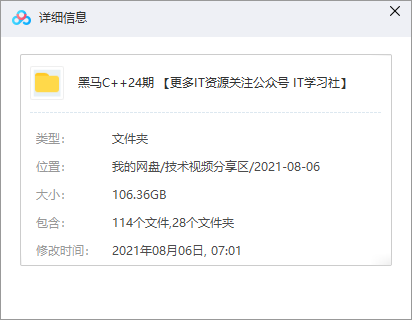 详细信息
黑马C++24期 【更多IT资源关注公众号 IT学习社】
类型： 文件夹
位置： 我的网盘/技术视频分享区/2021-08-06
大小： 106.36GB
包含： 114个文件,28个文件夹
修改时间： 2021年08月06日, 07:01